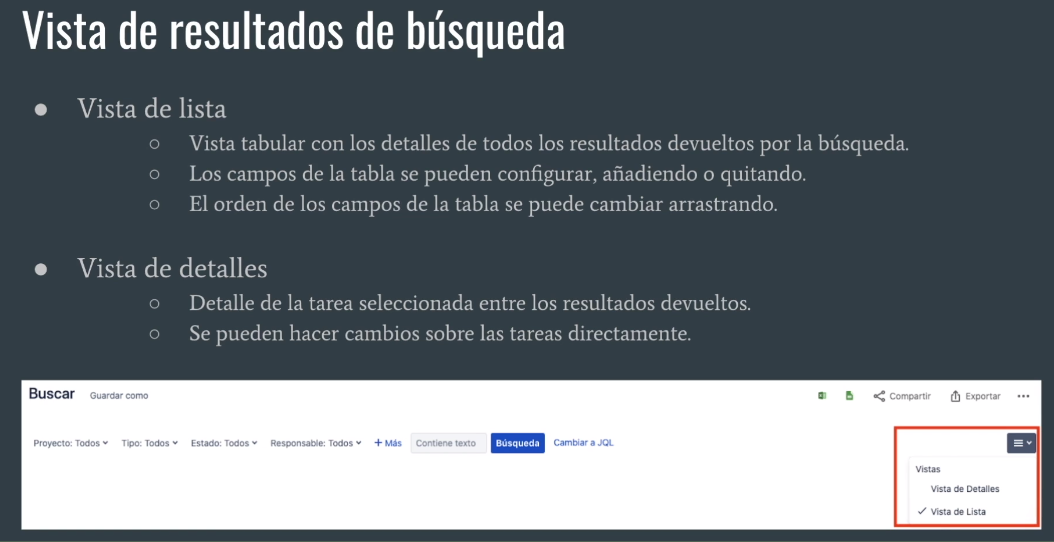 Vista de resultados de búsqueda
● Vista de lista
○ Vista tabular con los detalles de todos los resultados devueltos por la búsqueda.
○ Los campos de la tabla se pueden configurar, añadiendo o quitando.
○ El orden de los campos de la tabla se puede cambiar arrastrando.
● Vista de detalles
○ Detalle de la tarea seleccionada entre los resultados devueltos.
○ Se pueden hacer cambios sobre las tareas directamente.
Buscar Guardar como Compartir Exportar •••
Proyecto: Todos Tipo: Todos Estado: Todos Responsable: Todos + Más Contiene texto Búsqueda Cambiar a JQL
Vistas
Vista de Detalles
✓ Vista de Lista